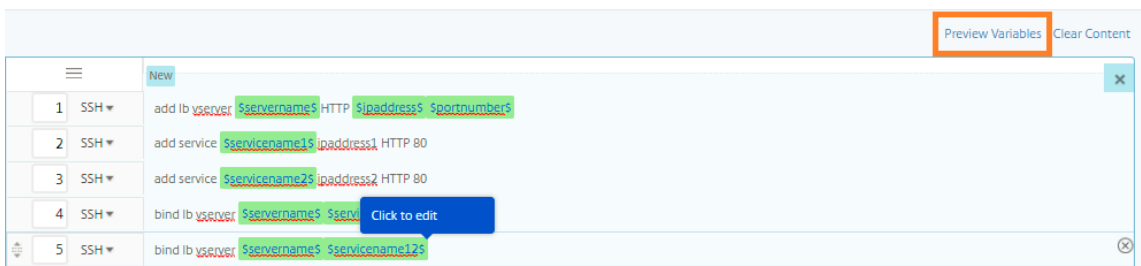 Preview Variables Clear Content
New
1 SSH add lb vserver $servername$ HTTP $ipaddress$ $portnumber$
2 SSH add service $servicename1$ ipaddress1 HTTP 80
3 SSH add service $servicename2$ ipaddress2 HTTP 80
4 SSH bind lb vserver $servername$
Click to edit
5 SSH bind lb vserver $servername$ $servicename12$